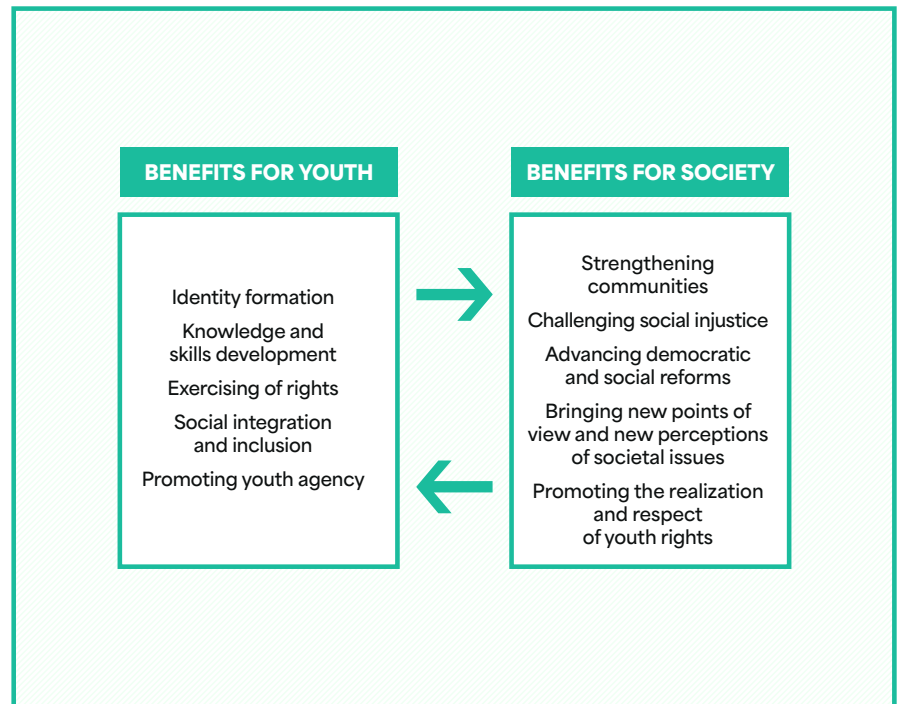 BENEFITS FOR YOUTH
Identity formation
Knowledge and
skills development
Exercising of rights
Social integration
and inclusion
Promoting youth agency
BENEFITS FOR SOCIETY
Strengthening
communities
Challenging social injustice
Advancing democratic
and social reforms
Bringing new points of
view and new perceptions
of societal issues
Promoting the realization
and respect
of youth rights